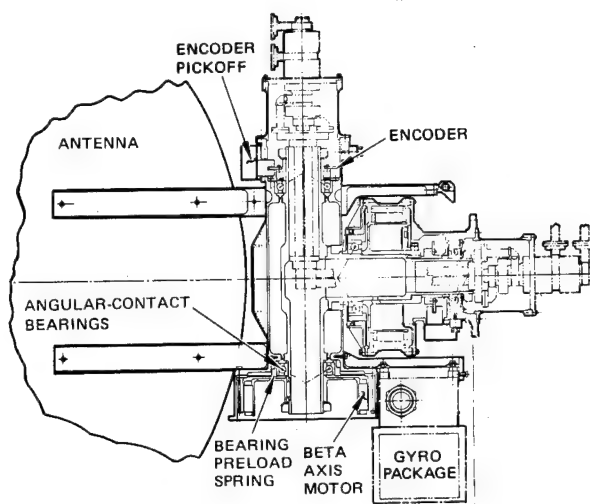 ENCODER
PICKOFF
ANTENNA
ENCODER
ANGULAR-CONTACT
BEARINGS
BEARING
PRELOAD
SPRING
BETA
AXIS
MOTOR
GYRO
PACKAGE